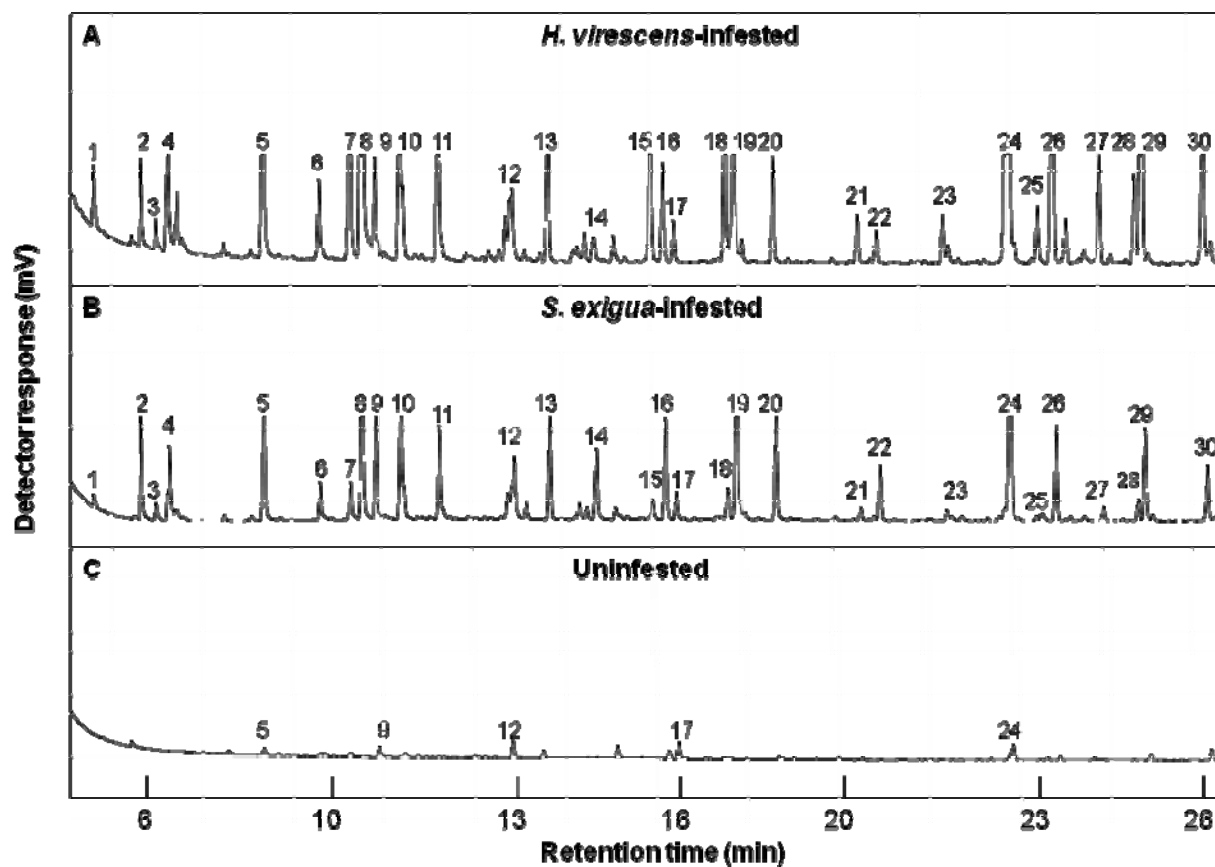 A
H. virescens-infested
1 2 3 4 5 6 7 8 9 10 11 12 13 14 15 16 17 18 19 20 21 22 23 24 25 26 27 28 29 30
B
S. exigua-infested
1 2 3 4 5 6 7 8 9 10 11 12 13 14 15 16 17 18 19 20 21 22 23 24 25 26 27 28 29 30
C
Uninfested
5 9 12 17 24
Detector response (mV)
6 10 13 18 20 23 26
Retention time (min)